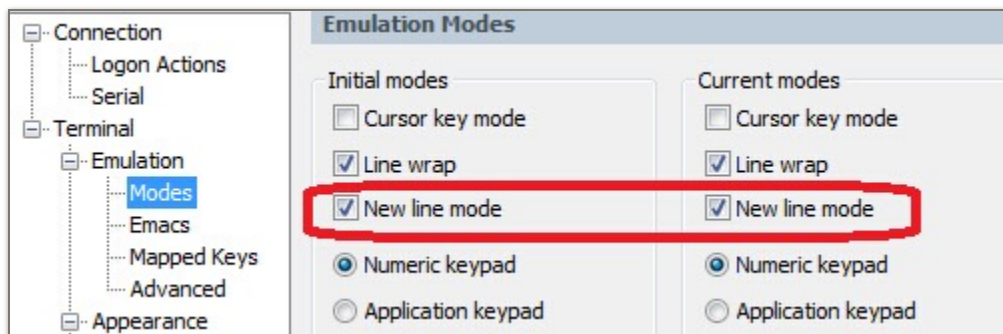 Connection
Logon Actions
Serial
Terminal
Emulation
Modes
Emacs
Mapped Keys
Advanced
Appearance
Emulation Modes
Initial modes
Cursor key mode
Line wrap
New line mode
Numeric keypad
Application keypad
Current modes
Cursor key mode
Line wrap
New line mode
Numeric keypad
Application keypad